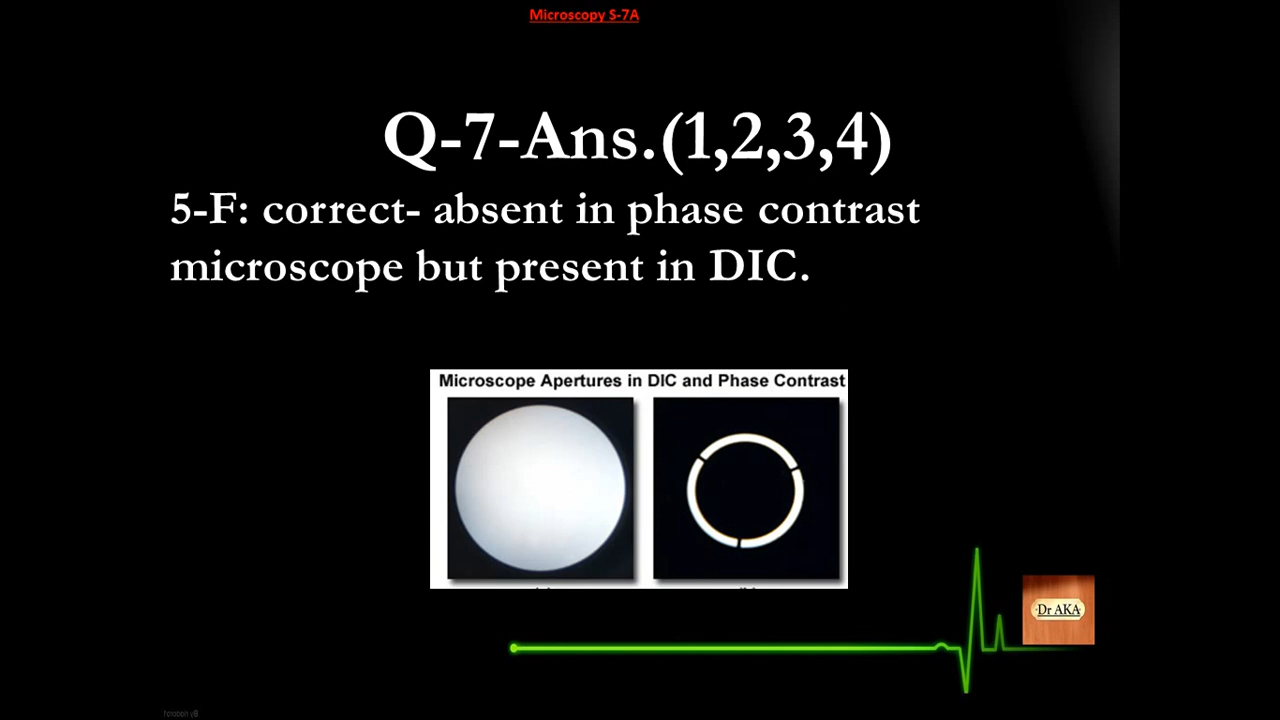 Microscopy S-7A
Q-7-Ans.(1,2,3,4)
5-F: correct- absent in phase contrast
microscope but present in DIC.
Microscope Apertures in DIC and Phase Contrast
Dr AKA